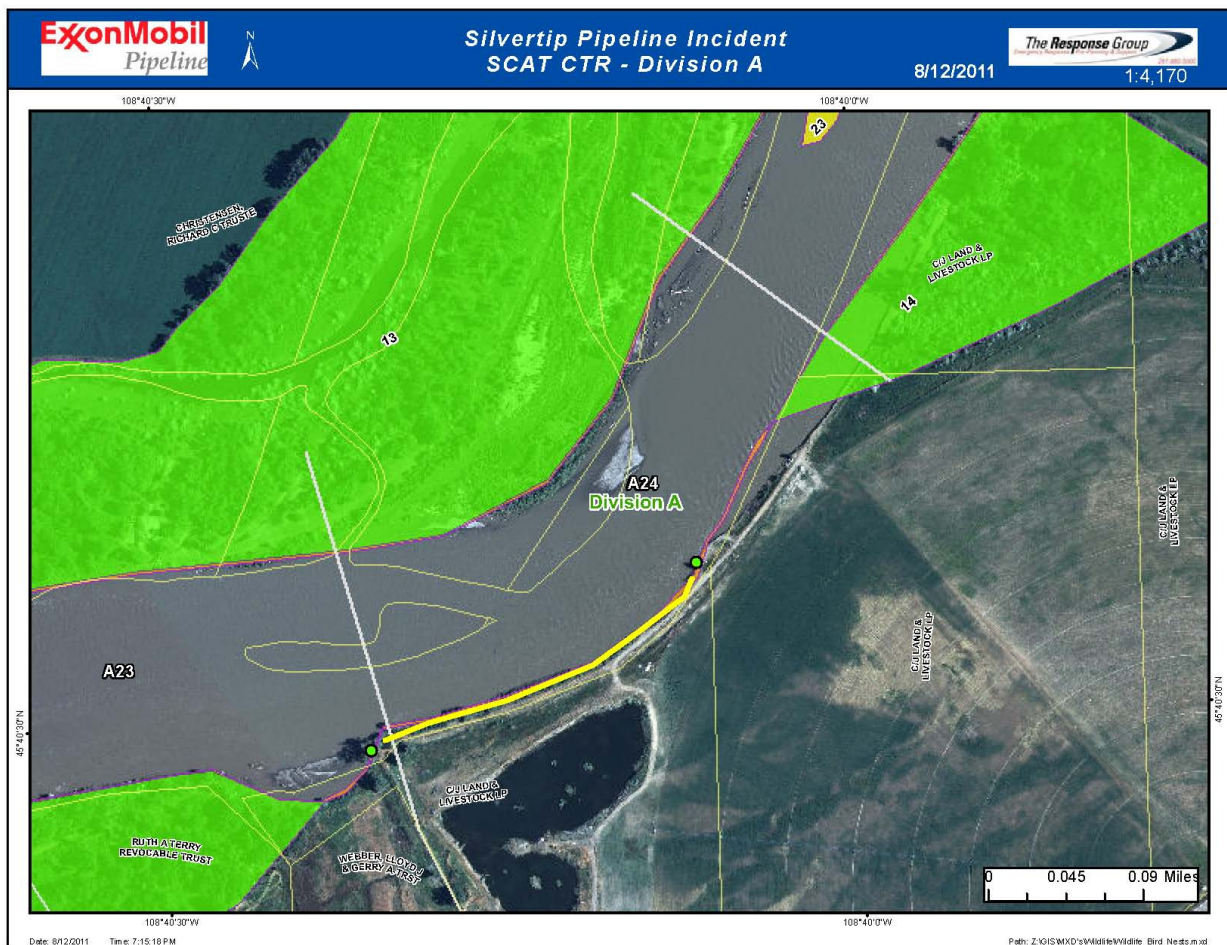 ExxonMobil
Pipeline
N
Silvertip Pipeline Incident
SCAT CTR - Division A
8/12/2011
The Response Group
1:4,170
108°40'30"W
108°40'0"W
23
CHRISTENSEN,
RICHARD C TRUSTE
C/J LAND &
LIVESTOCK LP
14
13
A24
Division A
C/J LAND &
LIVESTOCK LP
C/J LAND &
LIVESTOCK LP
A23
45°40'30"N
45°40'30"N
C/J LAND &
LIVESTOCK LP
RUTH A TERRY
REVOCABLE TRUST
WEBBER, LLOYD J
& GERRY A TRST
0 0.045 0.09 Miles
108°40'30"W
108°40'0"W
Date: 8/12/2011 Time: 7:15:18 PM
Path: Z:\GIS\MXD's\Wildlife\Wildlife_Bird_Nests.mxd